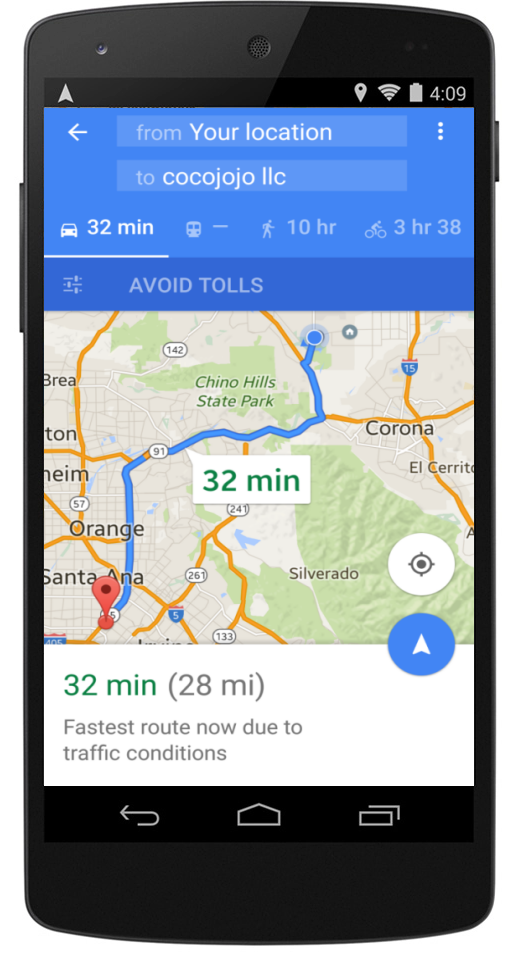 4:09
from Your location
to cocojojo llc
32 min — 10 hr 3 hr 38
AVOID TOLLS
142
15
Brea
Chino Hills
State Park
Corona
ton
91
heim
El Cerrito
32 min
57
241
Orange
Santa Ana
261
Silverado
5
133
Irvine
405
32 min (28 mi)
Fastest route now due to
traffic conditions